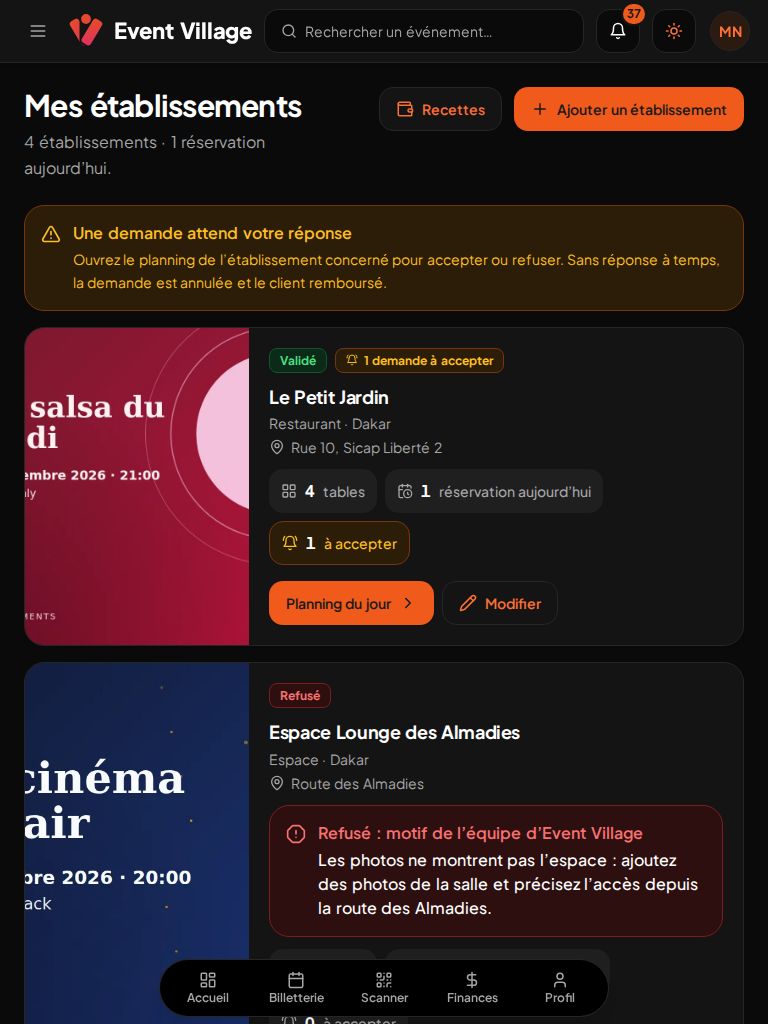 Event Village
Rechercher un événement…
37
MN
Mes établissements
4 établissements · 1 réservation
aujourd’hui.
Recettes
Ajouter un établissement
Une demande attend votre réponse
Ouvrez le planning de l’établissement concerné pour accepter ou refuser. Sans réponse à temps,
la demande est annulée et le client remboursé.
salsa du
di
embre 2026 · 21:00
aly
MENTS
Validé
1 demande à accepter
Le Petit Jardin
Restaurant · Dakar
Rue 10, Sicap Liberté 2
4 tables
1 réservation aujourd’hui
1 à accepter
Planning du jour
Modifier
cinéma
air
bre 2026 · 20:00
ack
Refusé
Espace Lounge des Almadies
Espace · Dakar
Route des Almadies
Refusé : motif de l’équipe d’Event Village
Les photos ne montrent pas l’espace : ajoutez
des photos de la salle et précisez l’accès depuis
la route des Almadies.
0 à accepter
Accueil
Billetterie
Scanner
Finances
Profil